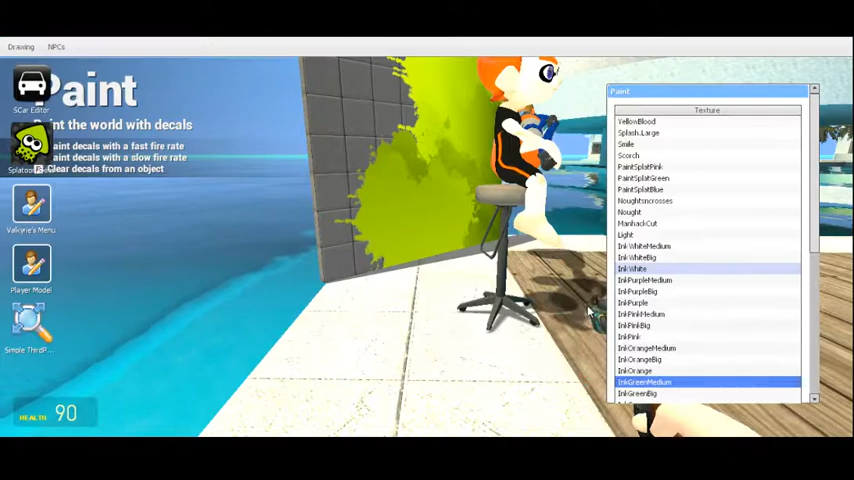 Drawing NPCs
Paint
Paint the world with decals
aint decals with a fast fire rate
aint decals with a slow fire rate
R Clear decals from an object
SCar Editor
Valkyrie's Menu
Player Model
Simple ThirdP...
HEALTH 90
Paint
Texture
YellowBlood
Splash.Large
Smile
Scorch
PaintSplatPink
PaintSplatGreen
PaintSplatBlue
Noughtsncrosses
Nought
ManhackCut
Light
InkWhiteMedium
InkWhiteBig
InkWhite
InkPurpleMedium
InkPurpleBig
InkPurple
InkPinkMedium
InkPinkBig
InkPink
InkOrangeMedium
InkOrangeBig
InkOrange
InkGreenMedium
InkGreenBig